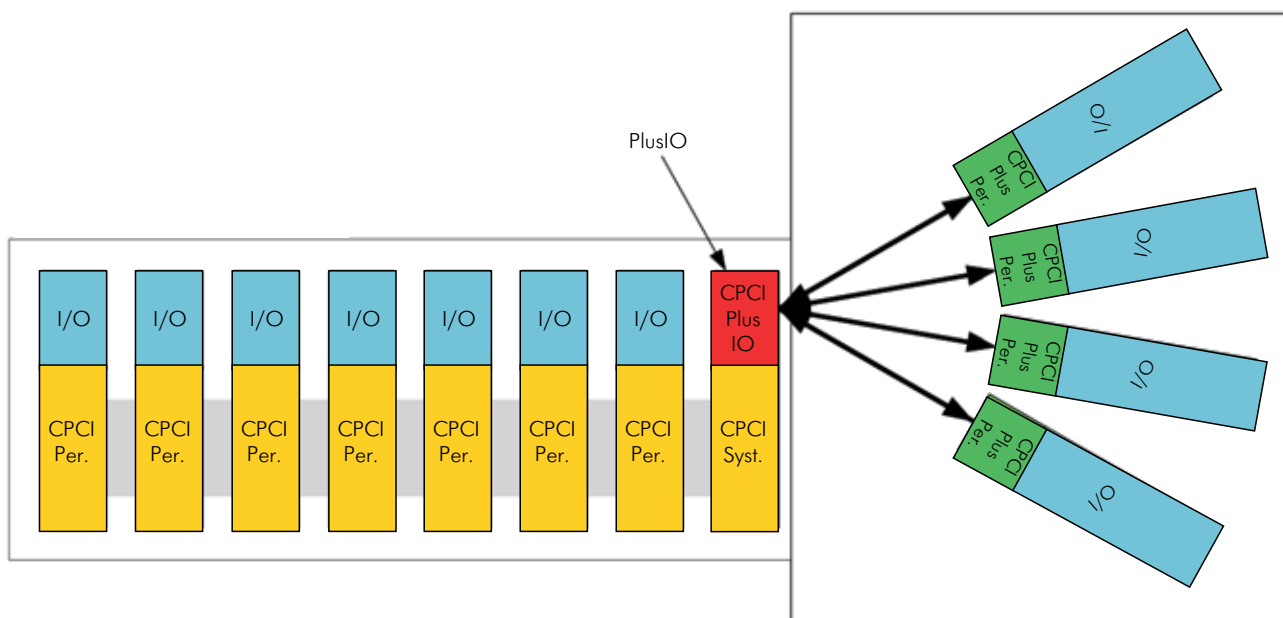 PlusIO
I/O
I/O
I/O
I/O
I/O
I/O
I/O
CPCI
Plus
IO
CPCI
Per.
CPCI
Per.
CPCI
Per.
CPCI
Per.
CPCI
Per.
CPCI
Per.
CPCI
Per.
CPCI
Syst.
CPCI
Plus
Per.
I/O
CPCI
Plus
Per.
I/O
CPCI
Plus
Per.
I/O
CPCI
Plus
Per.
I/O